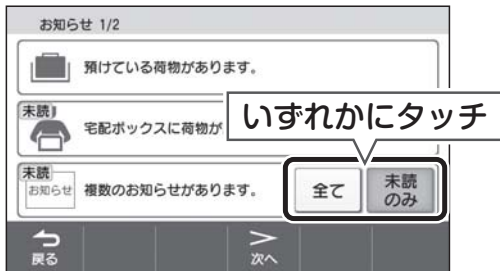 お知らせ 1/2
預けている荷物があります。
未読
宅配ボックスに荷物が
いずれかにタッチ
未読
お知らせ
複数のお知らせがあります。
全て
未読
のみ
戻る
次へ